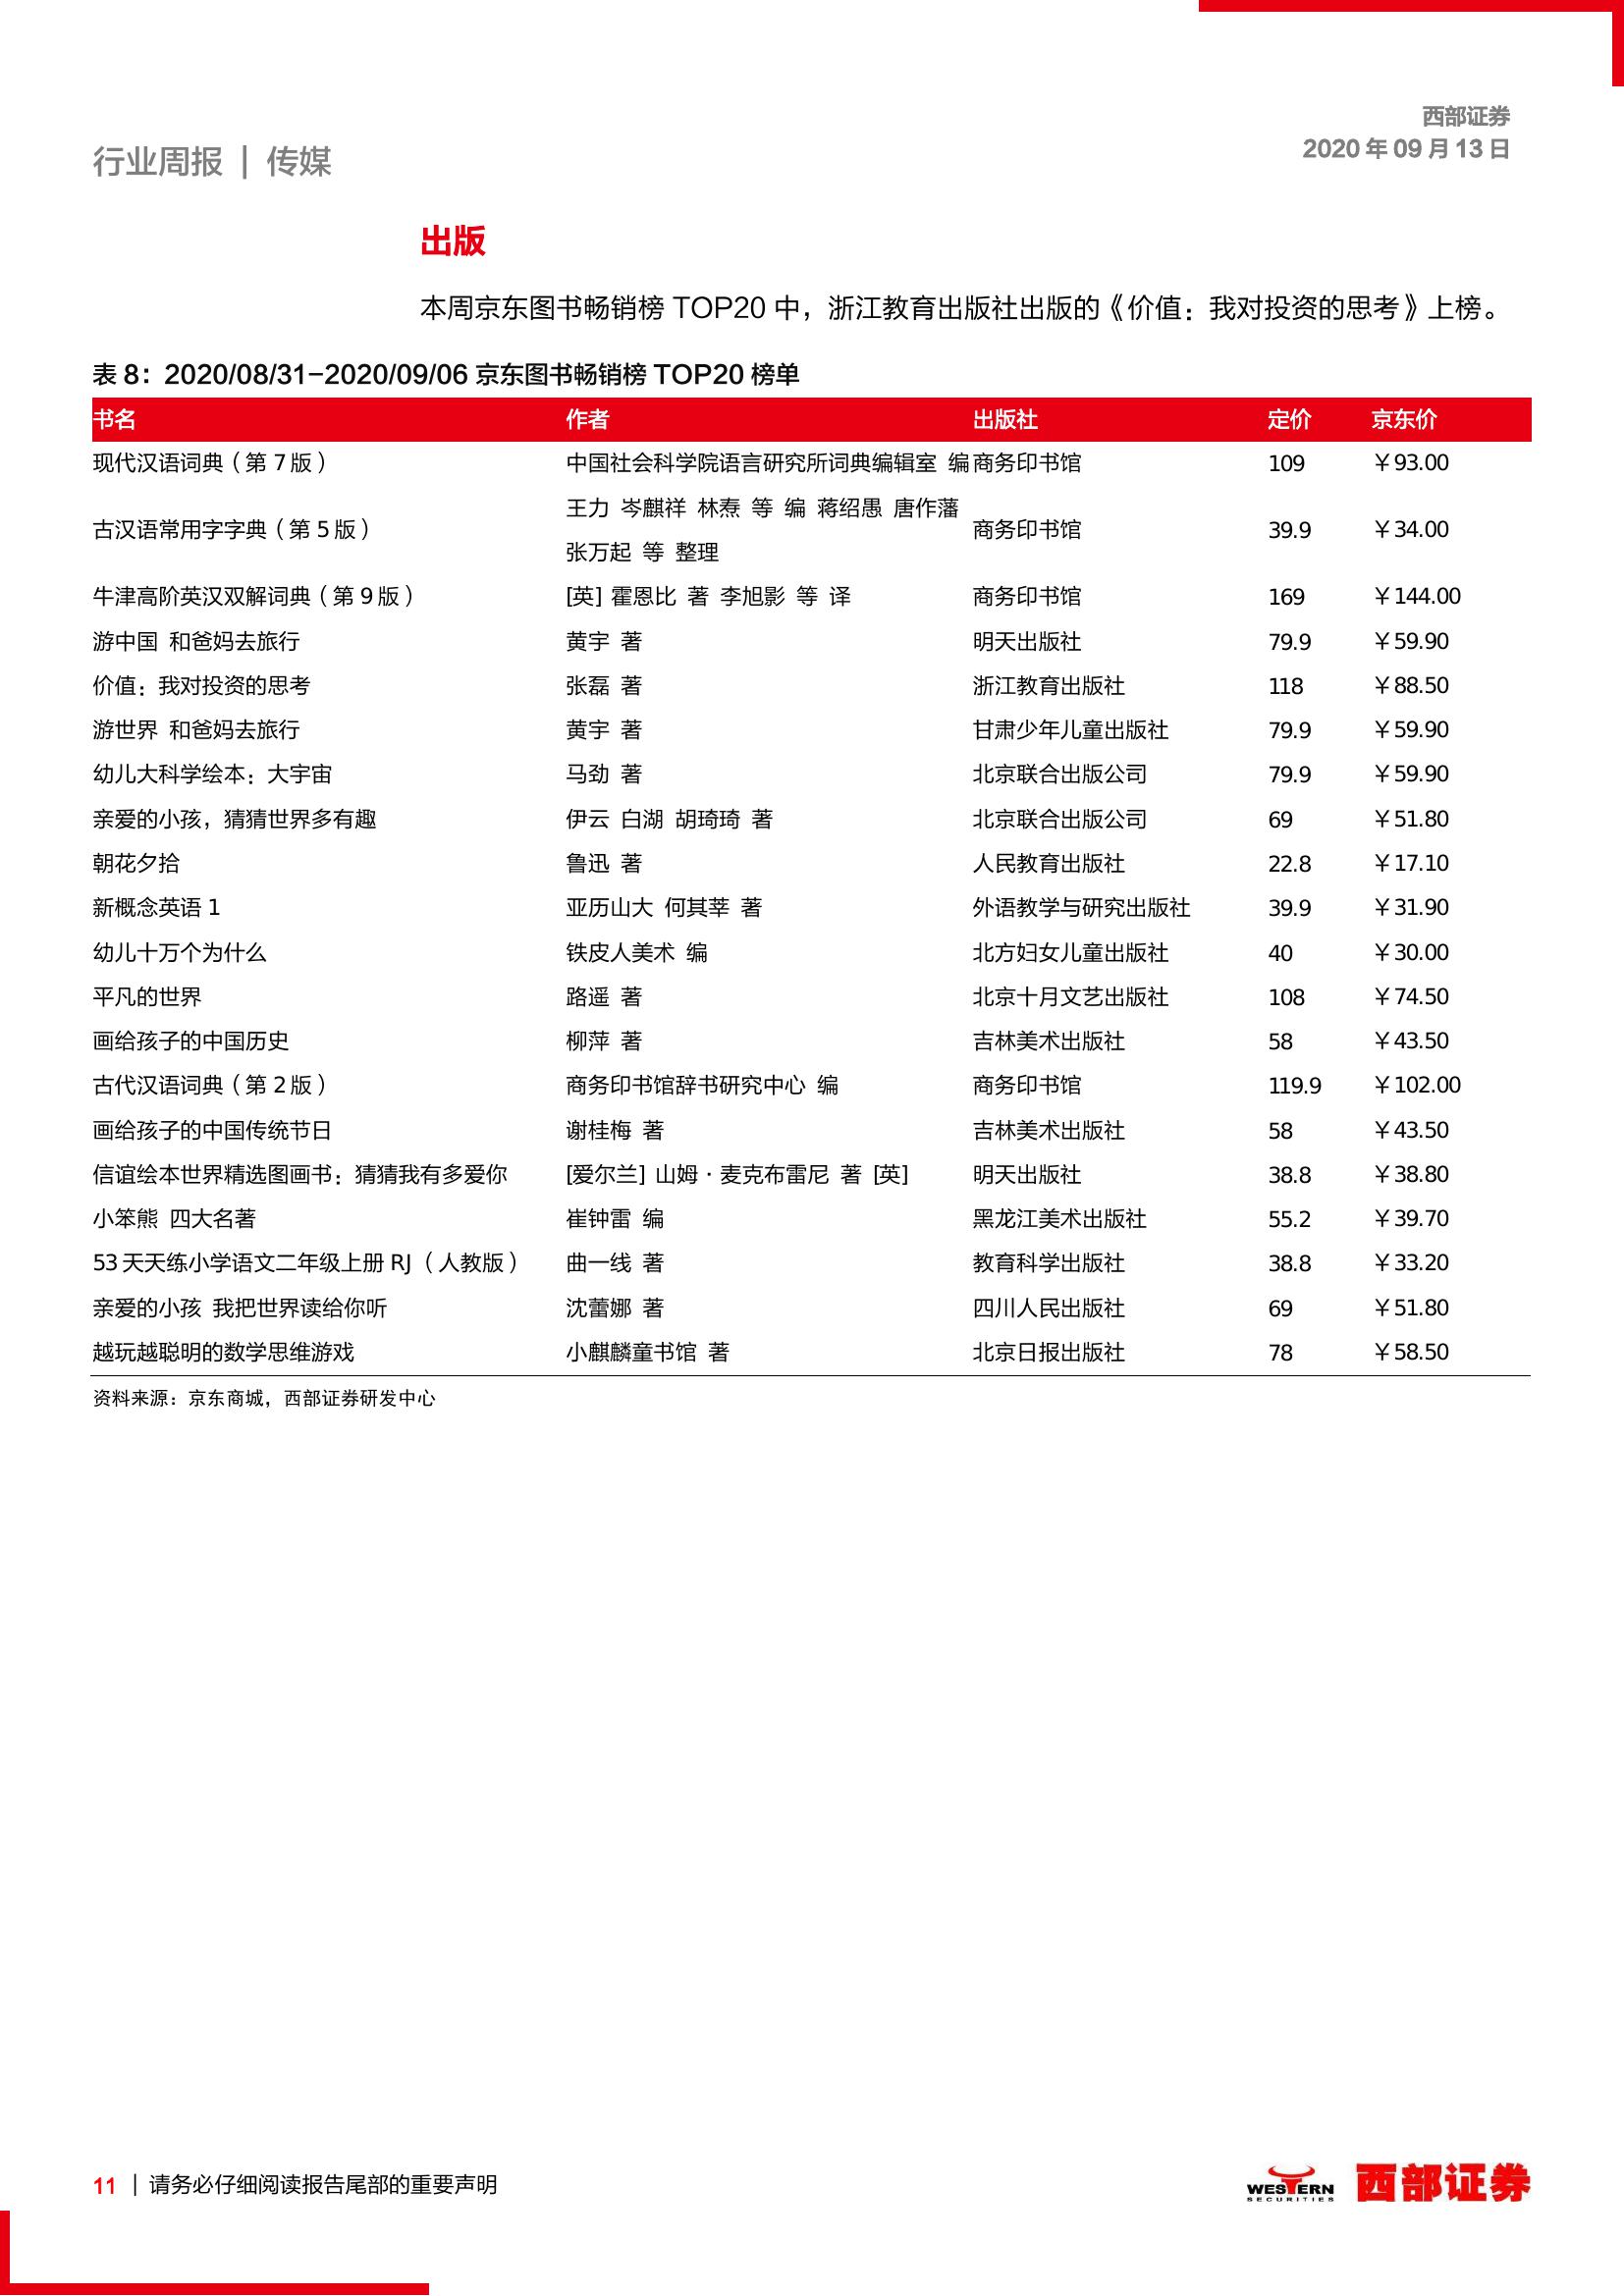 西部证券
2020 年 09 月 13 日
行业周报 | 传媒
出版
本周京东图书畅销榜 TOP20 中，浙江教育出版社出版的《价值：我对投资的思考》上榜。
表 8：2020/08/31-2020/09/06 京东图书畅销榜 TOP20 榜单
书名 作者 出版社 定价 京东价
现代汉语词典（第 7 版） 中国社会科学院语言研究所词典编辑室 编 商务印书馆 109 ￥93.00
古汉语常用字字典（第 5 版） 王力 岑麒祥 林焘 等 编 蒋绍愚 唐作藩 商务印书馆 39.9 ￥34.00
张万起 等 整理
牛津高阶英汉双解词典（第 9 版） [英] 霍恩比 著 李旭影 等 译 商务印书馆 169 ￥144.00
游中国 和爸妈去旅行 黄宇 著 明天出版社 79.9 ￥59.90
价值：我对投资的思考 张磊 著 浙江教育出版社 118 ￥88.50
游世界 和爸妈去旅行 黄宇 著 甘肃少年儿童出版社 79.9 ￥59.90
幼儿大科学绘本：大宇宙 马劲 著 北京联合出版公司 79.9 ￥59.90
亲爱的小孩，猜猜世界多有趣 伊云 白湖 胡琦琦 著 北京联合出版公司 69 ￥51.80
朝花夕拾 鲁迅 著 人民教育出版社 22.8 ￥17.10
新概念英语 1 亚历山大 何其莘 著 外语教学与研究出版社 39.9 ￥31.90
幼儿十万个为什么 铁皮人美术 编 北方妇女儿童出版社 40 ￥30.00
平凡的世界 路遥 著 北京十月文艺出版社 108 ￥74.50
画给孩子的中国历史 柳萍 著 吉林美术出版社 58 ￥43.50
古代汉语词典（第 2 版） 商务印书馆辞书研究中心 编 商务印书馆 119.9 ￥102.00
画给孩子的中国传统节日 谢桂梅 著 吉林美术出版社 58 ￥43.50
信谊绘本世界精选图画书：猜猜我有多爱你 [爱尔兰] 山姆·麦克布雷尼 著 [英] 明天出版社 38.8 ￥38.80
小笨熊 四大名著 崔钟雷 编 黑龙江美术出版社 55.2 ￥39.70
53 天天练小学语文二年级上册 RJ（人教版） 曲一线 著 教育科学出版社 38.8 ￥33.20
亲爱的小孩 我把世界读给你听 沈蕾娜 著 四川人民出版社 69 ￥51.80
越玩越聪明的数学思维游戏 小麒麟童书馆 著 北京日报出版社 78 ￥58.50
资料来源：京东商城，西部证券研发中心
11 | 请务必仔细阅读报告尾部的重要声明
WESTERN
SECURITIES
西部证券